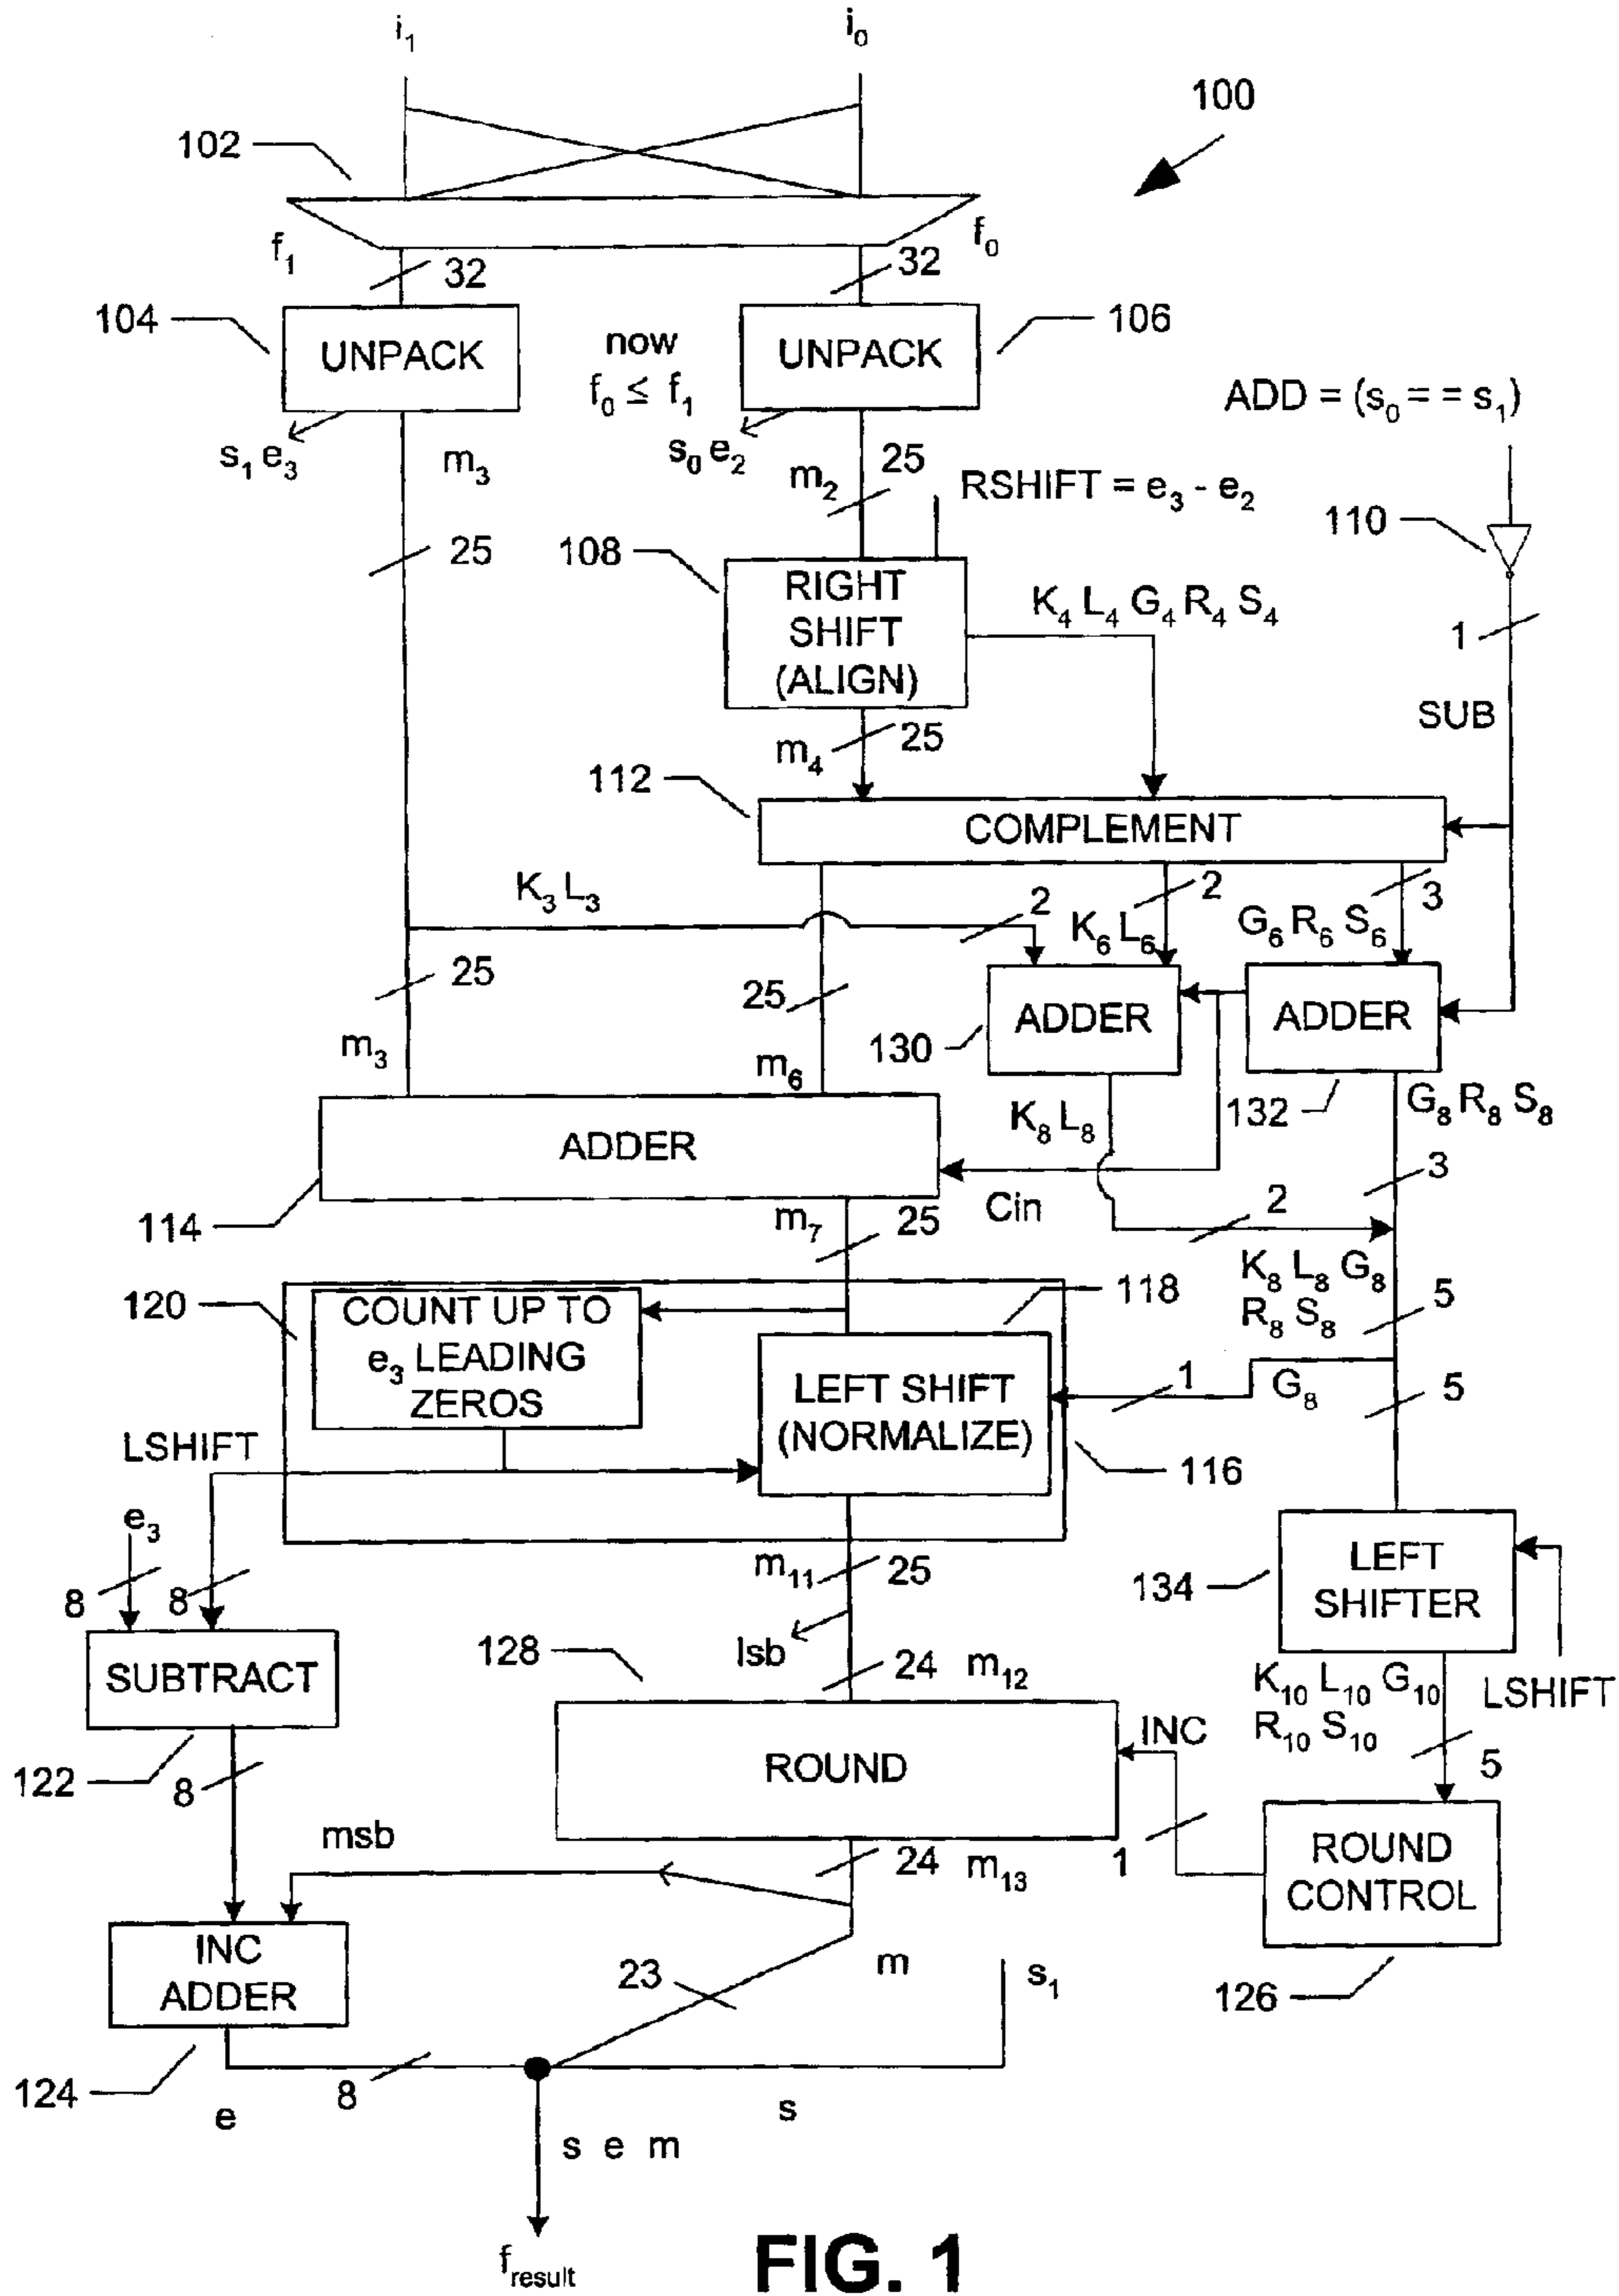 i₁
i₀
100
102
f₁
f₀
32
32
104
UNPACK
now
f₀ ≤ f₁
UNPACK
106
ADD = (s₀ = = s₁)
s₁ e₃
m₃
s₀ e₂
25
m₂
RSHIFT = e₃ - e₂
110
25
108
RIGHT
SHIFT
(ALIGN)
K₄ L₄ G₄ R₄ S₄
1
SUB
m₄
25
112
COMPLEMENT
K₃ L₃
2
2
3
K₆ L₆
G₆ R₆ S₆
25
25
130
ADDER
ADDER
m₃
m₆
132
G₈ R₈ S₈
K₈ L₈
ADDER
3
114
m₇
25
Cin
2
K₈ L₈ G₈
R₈ S₈
5
120
COUNT UP TO
e₃ LEADING
ZEROS
118
LEFT SHIFT
(NORMALIZE)
1
G₈
5
LSHIFT
116
e₃
8
8
m₁₁
25
134
LEFT
SHIFTER
lsb
128
24
m₁₂
SUBTRACT
K₁₀ L₁₀ G₁₀
R₁₀ S₁₀
LSHIFT
INC
122
8
ROUND
5
msb
24
m₁₃
1
ROUND
CONTROL
INC
ADDER
23
m
s₁
126
124
8
e
s
s e m
f_result
FIG. 1